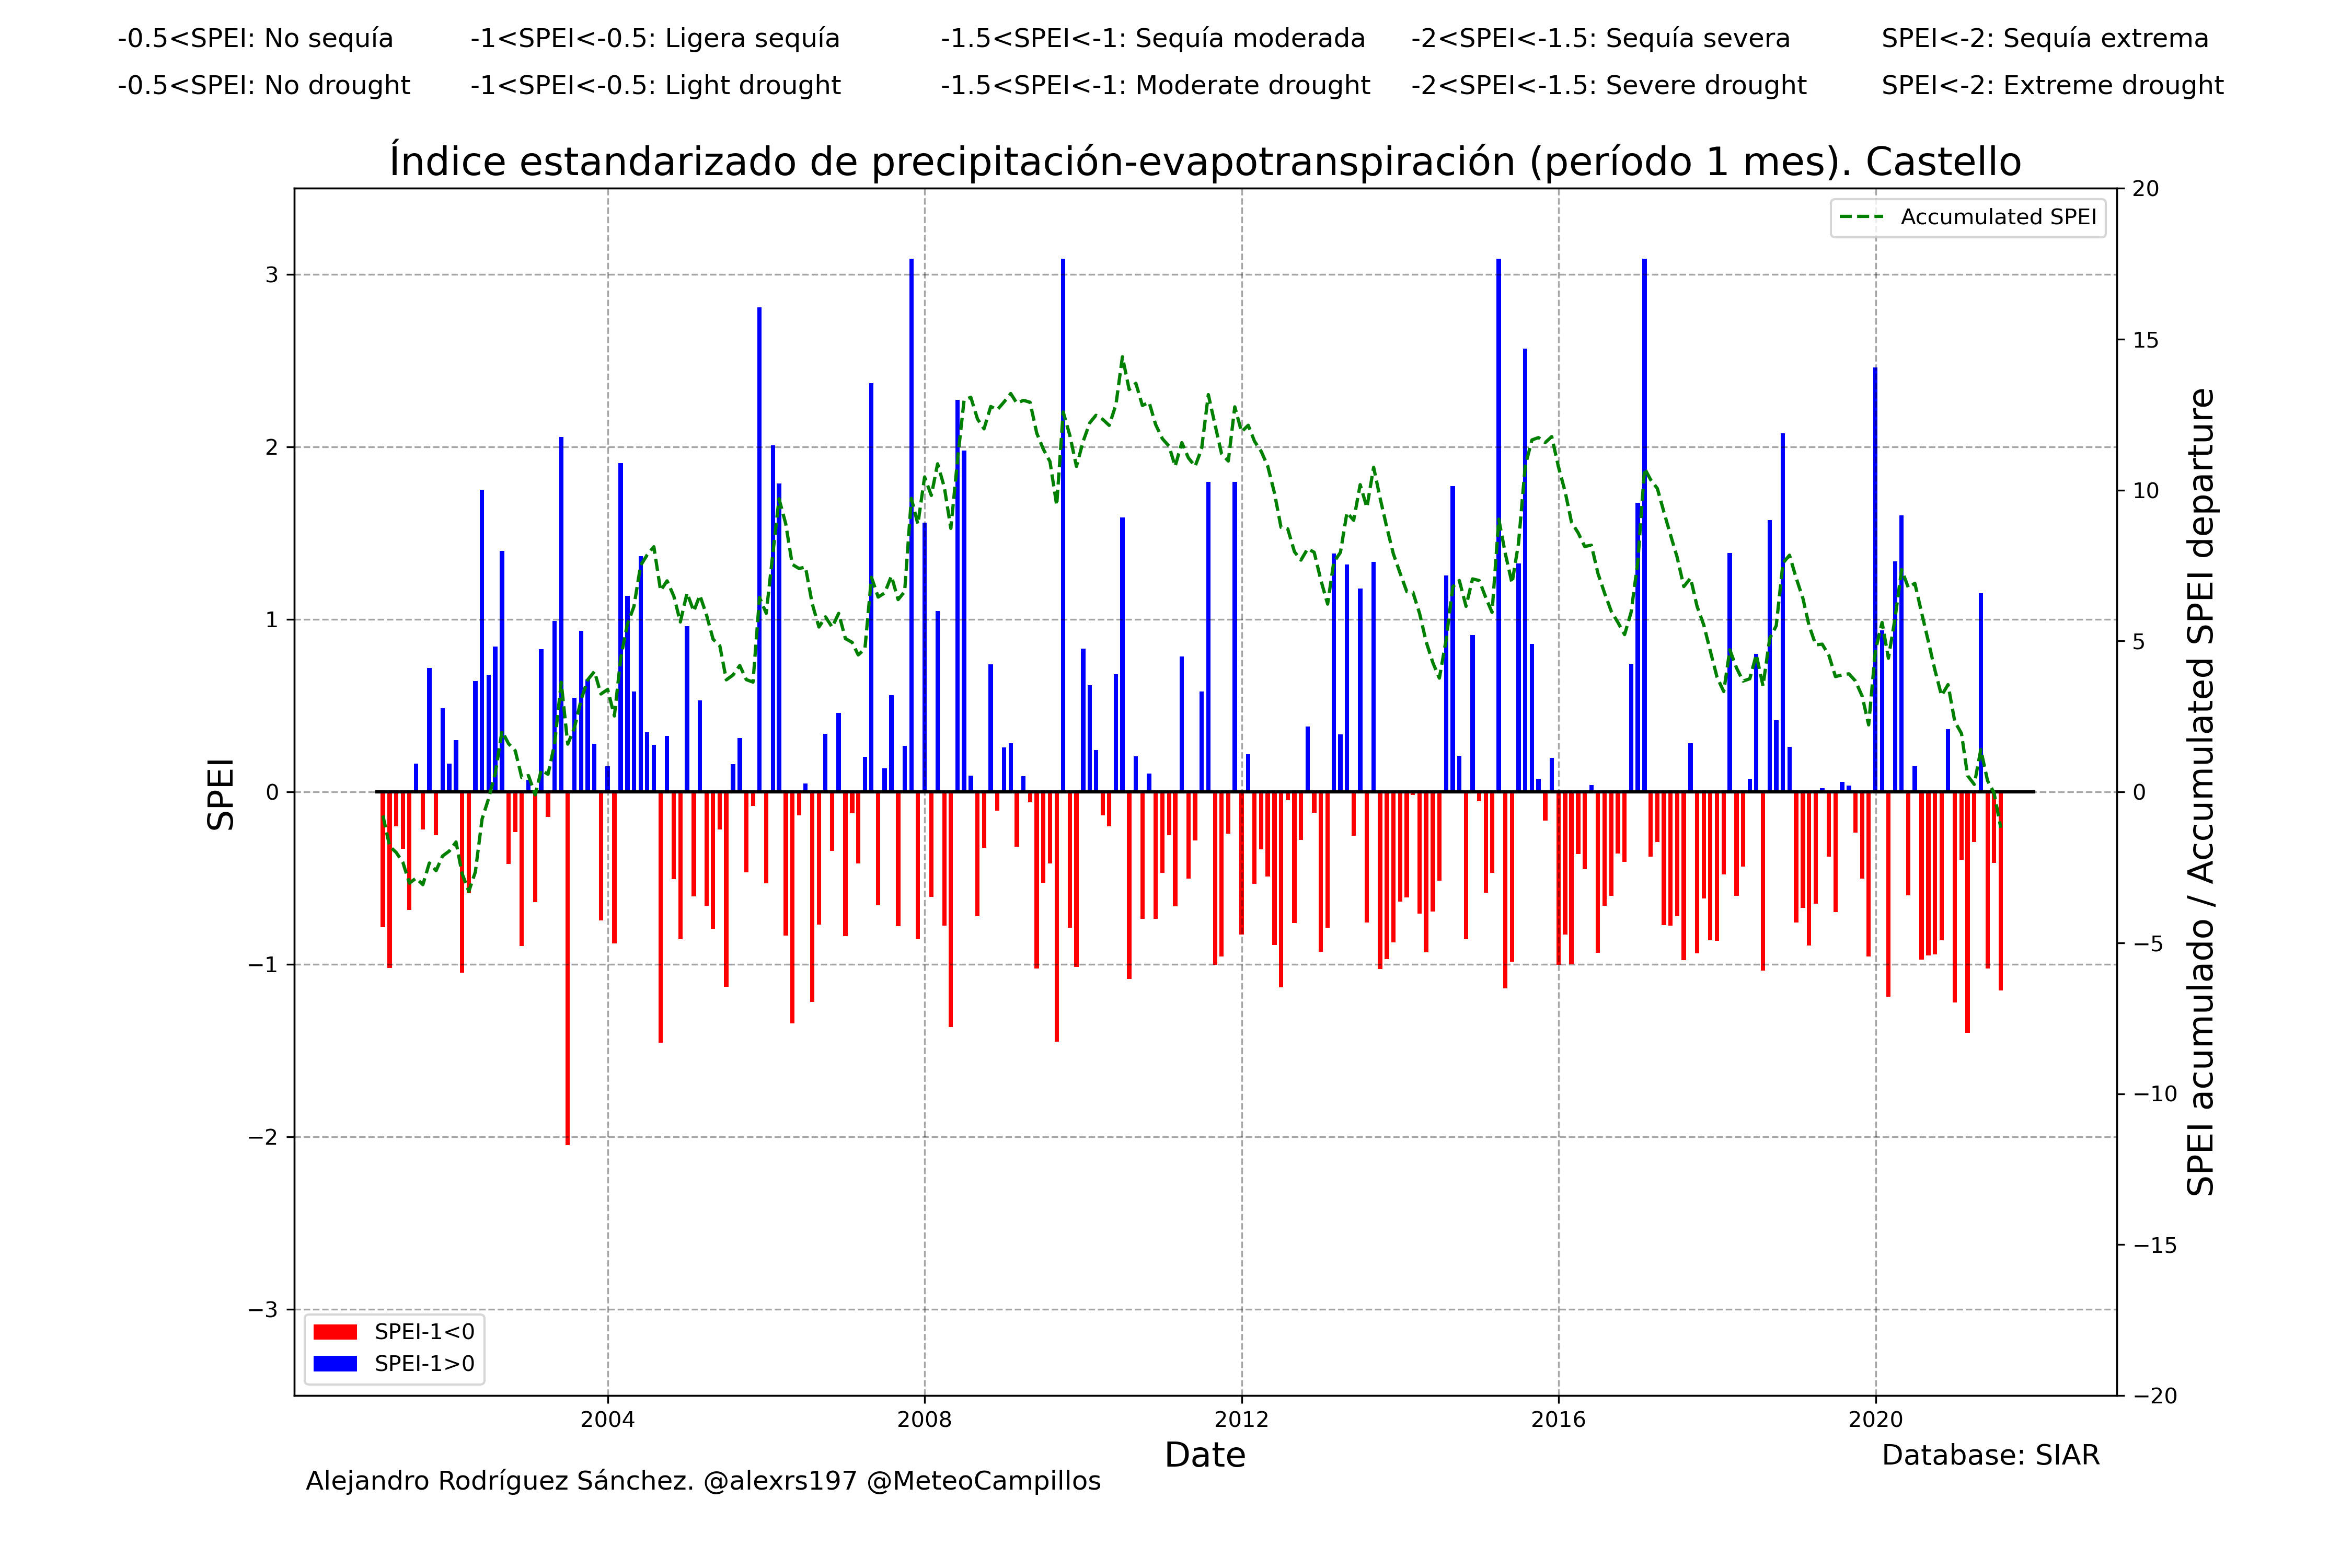 -0.5<SPEI: No sequía
-1<SPEI<-0.5: Ligera sequía
-1.5<SPEI<-1: Sequía moderada
-2<SPEI<-1.5: Sequía severa
SPEI<-2: Sequía extrema
-0.5<SPEI: No drought
-1<SPEI<-0.5: Light drought
-1.5<SPEI<-1: Moderate drought
-2<SPEI<-1.5: Severe drought
SPEI<-2: Extreme drought
Índice estandarizado de precipitación-evapotranspiración (período 1 mes). Castello
Accumulated SPEI
SPEI
3
2
1
0
−1
−2
−3
20
15
10
5
0
−5
−10
−15
−20
SPEI acumulado / Accumulated SPEI departure
SPEI-1<0
SPEI-1>0
2004
2008
2012
2016
2020
Date
Database: SIAR
Alejandro Rodríguez Sánchez. @alexrs197 @MeteoCampillos